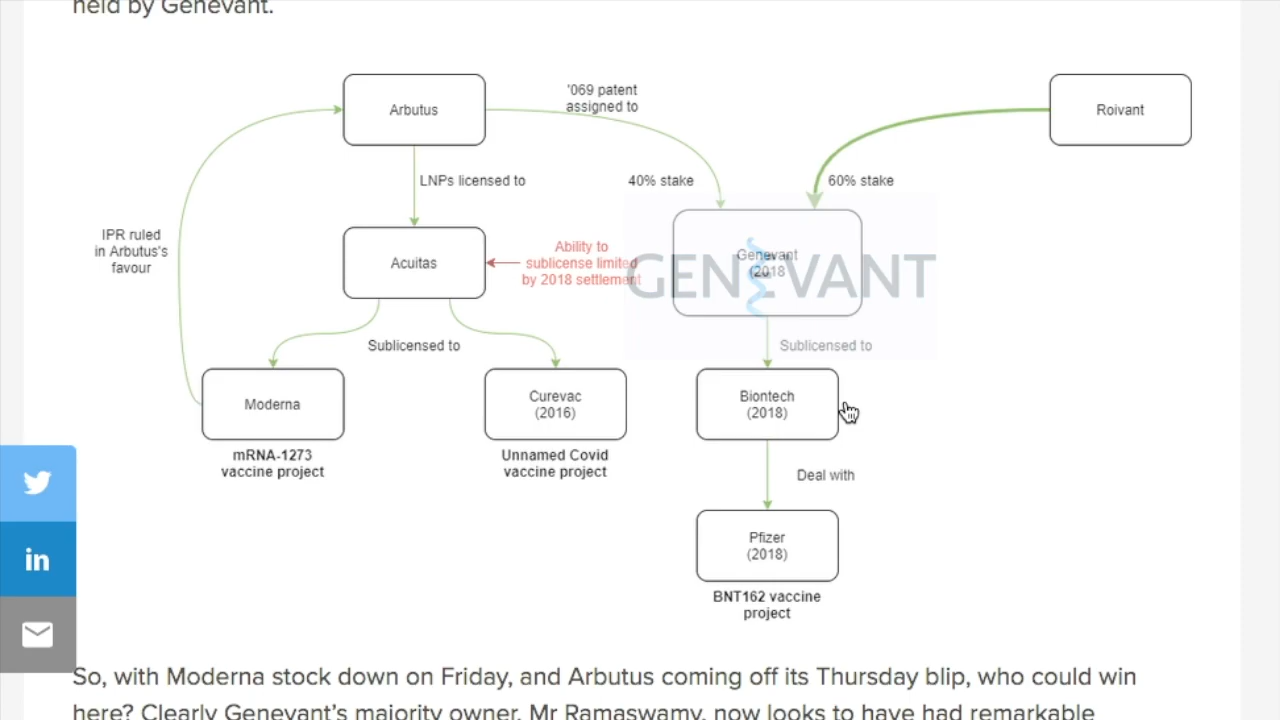 held by Genevant.
'069 patent
assigned to
Arbutus
Roivant
LNPs licensed to
40% stake
60% stake
IPR ruled
in Arbutus's
favour
Acuitas
Ability to
sublicense limited
by 2018 settlement
Genevant
(2018
GENEVANT
Sublicensed to
Sublicensed to
Moderna
Curevac
(2016)
Biontech
(2018)
mRNA-1273
vaccine project
Unnamed Covid
vaccine project
Deal with
Pfizer
(2018)
BNT162 vaccine
project
in
So, with Moderna stock down on Friday, and Arbutus coming off its Thursday blip, who could win
here? Clearly Genevant's majority owner, Mr Ramaswamy, now looks to have had remarkable